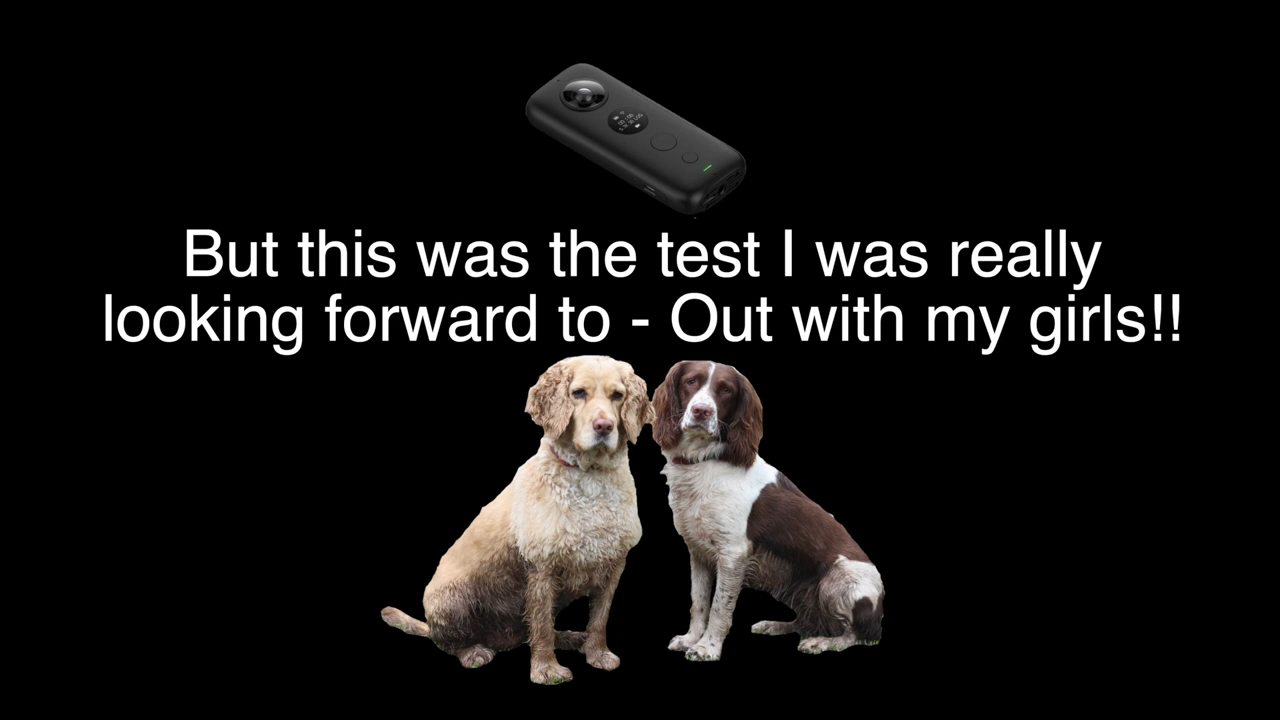 But this was the test I was really
looking forward to - Out with my girls!!